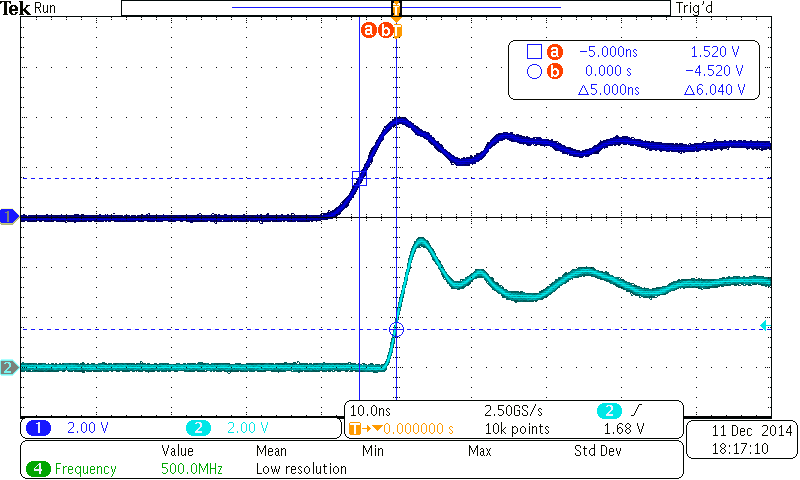 Tek Run Trig'd
T
a b T
a −5.000ns 1.520 V
b 0.000 s −4.520 V
Δ5.000ns Δ6.040 V
1
2
1 2.00 V 2 2.00 V
10.0ns 2.50GS/s 2
T→▼0.000000 s 10k points 1.68 V
11 Dec 2014
18:17:10
Value Mean Min Max Std Dev
4 Frequency 500.0MHz Low resolution